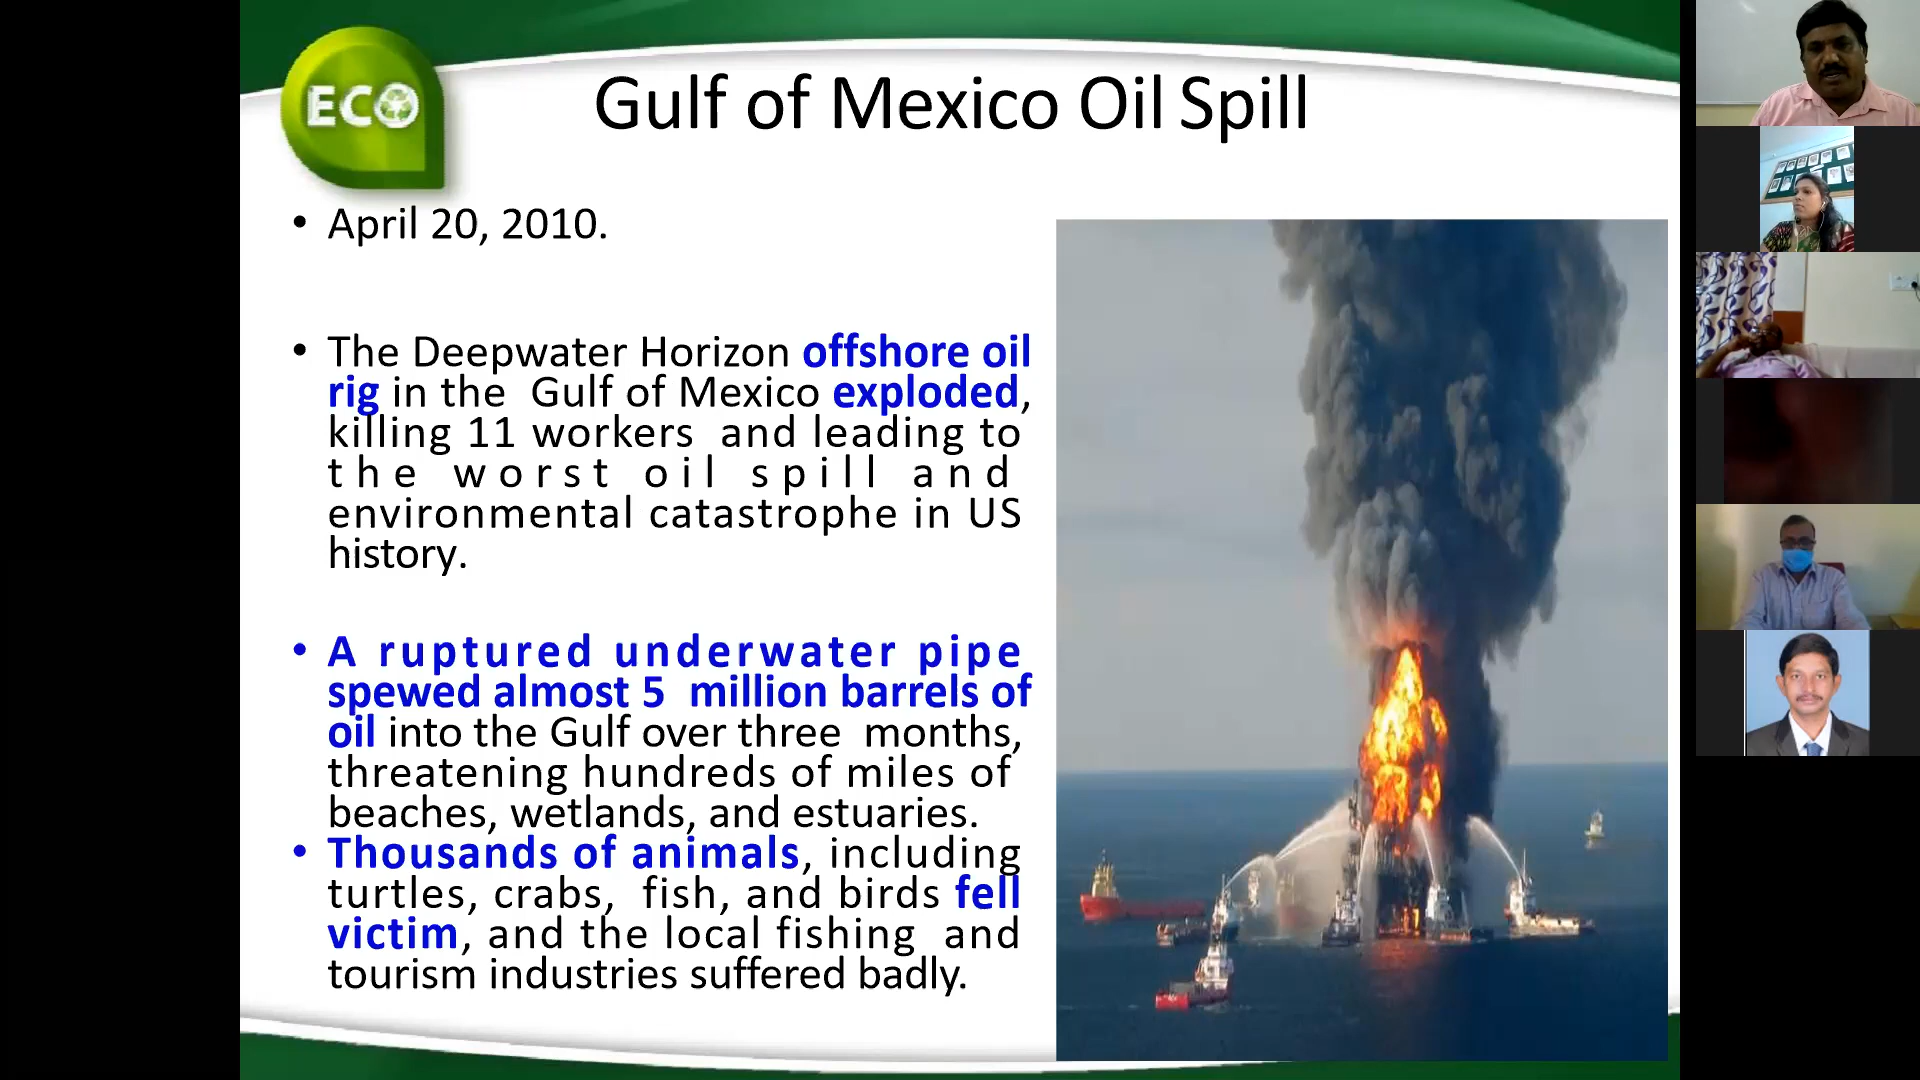 ECO
Gulf of Mexico Oil Spill
• April 20, 2010.
• The Deepwater Horizon offshore oil
rig in the Gulf of Mexico exploded,
killing 11 workers and leading to
the worst oil spill and
environmental catastrophe in US
history.
• A ruptured underwater pipe
spewed almost 5 million barrels of
oil into the Gulf over three months,
threatening hundreds of miles of
beaches, wetlands, and estuaries.
• Thousands of animals, including
turtles, crabs, fish, and birds fell
victim, and the local fishing and
tourism industries suffered badly.